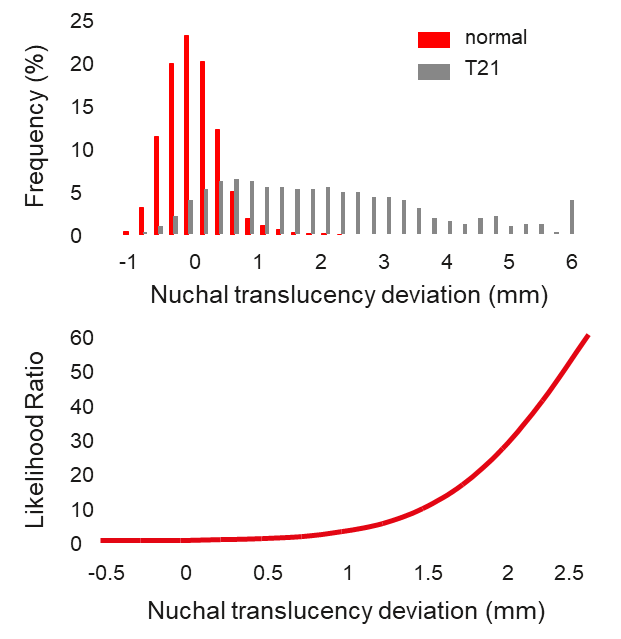 25
20
15
10
5
0
Frequency (%)
normal
T21
-1 0 1 2 3 4 5 6
Nuchal translucency deviation (mm)
60
50
40
30
20
10
0
Likelihood Ratio
-0.5 0 0.5 1 1.5 2 2.5
Nuchal translucency deviation (mm)